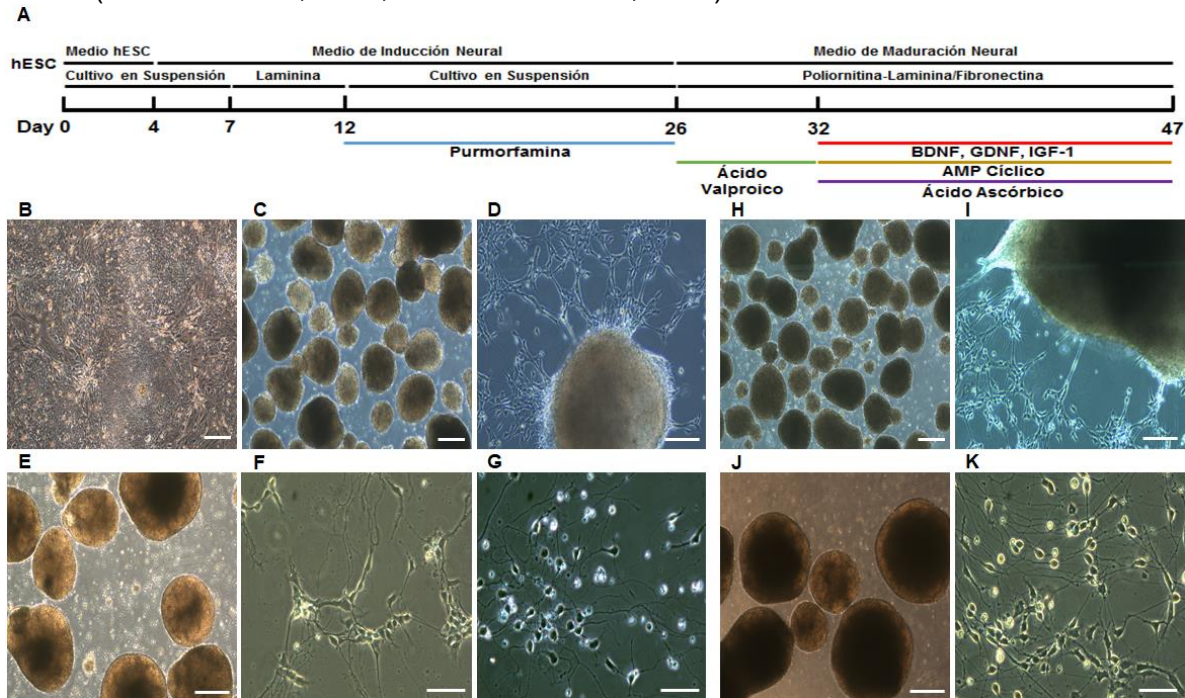 A
Medio hESC Medio de Inducción Neural Medio de Maduración Neural
hESC
Cultivo en Suspensión Laminina Cultivo en Suspensión Poliornitina-Laminina/Fibronectina
Day 0 4 7 12 26 32 47
Purmorfamina BDNF, GDNF, IGF-1
Ácido Valproico AMP Cíclico
Ácido Ascórbico
B C D H I
E F G J K